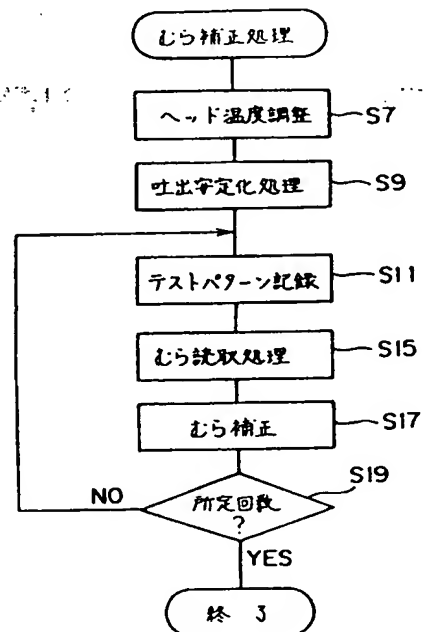 むら補正処理
ヘッド温度調整
S7
吐出安定化処理
S9
テストパターン記録
S11
むら読取処理
S15
むら補正
S17
所定回数
?
S19
NO
YES
終 3